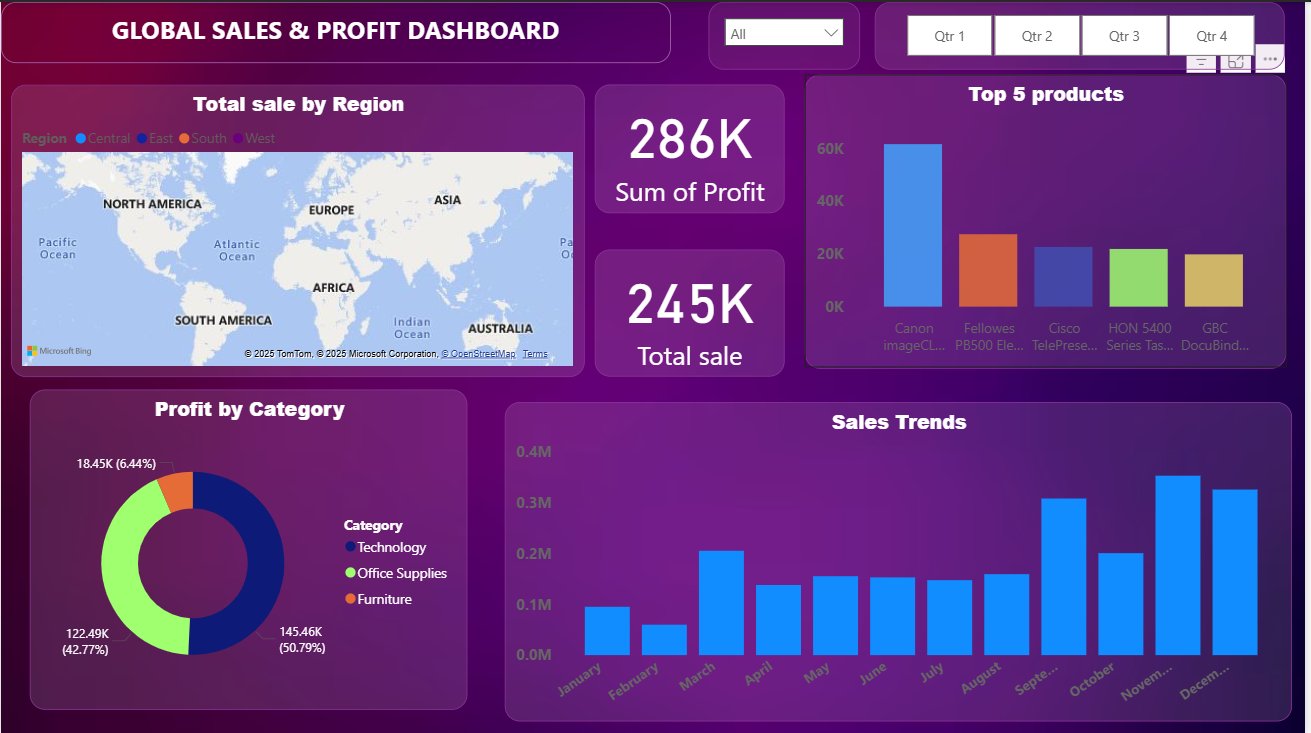 GLOBAL SALES & PROFIT DASHBOARD
All
Qtr 1
Qtr 2
Qtr 3
Qtr 4
Total sale by Region
Region Central East South West
NORTH AMERICA
EUROPE
ASIA
Pacific
Ocean
Atlantic
Ocean
Pa
Oc
AFRICA
SOUTH AMERICA
Indian
Ocean
AUSTRALIA
Microsoft Bing
© 2025 TomTom, © 2025 Microsoft Corporation, © OpenStreetMap Terms
286K
Sum of Profit
245K
Total sale
Top 5 products
60K
40K
20K
0K
Canon
imageCL...
Fellowes
PB500 Ele...
Cisco
TelePrese...
HON 5400
Series Tas...
GBC
DocuBind...
Profit by Category
18.45K (6.44%)
122.49K
(42.77%)
145.46K
(50.79%)
Category
Technology
Office Supplies
Furniture
Sales Trends
0.4M
0.3M
0.2M
0.1M
0.0M
January
February
March
April
May
June
July
August
Septe...
October
Novem...
Decem...